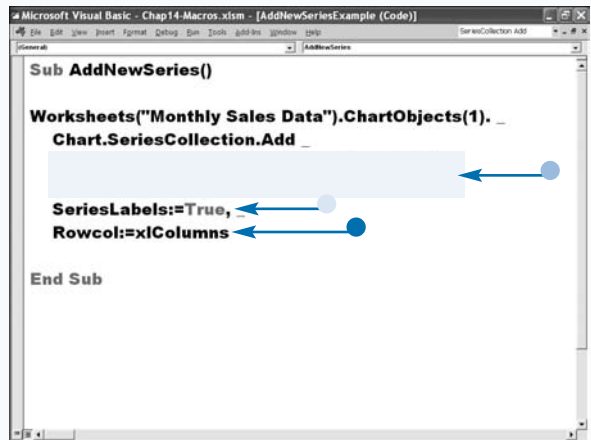 Microsoft Visual Basic - Chap14-Macros.xlsm - [AddNewSeriesExample (Code)]
File Edit View Insert Format Debug Run Tools Add-Ins Window Help SeriesCollection Add
(General) AddNewSeries
Sub AddNewSeries()
Worksheets("Monthly Sales Data").ChartObjects(1). _
Chart.SeriesCollection.Add _
SeriesLabels:=True, _
Rowcol:=xlColumns
End Sub